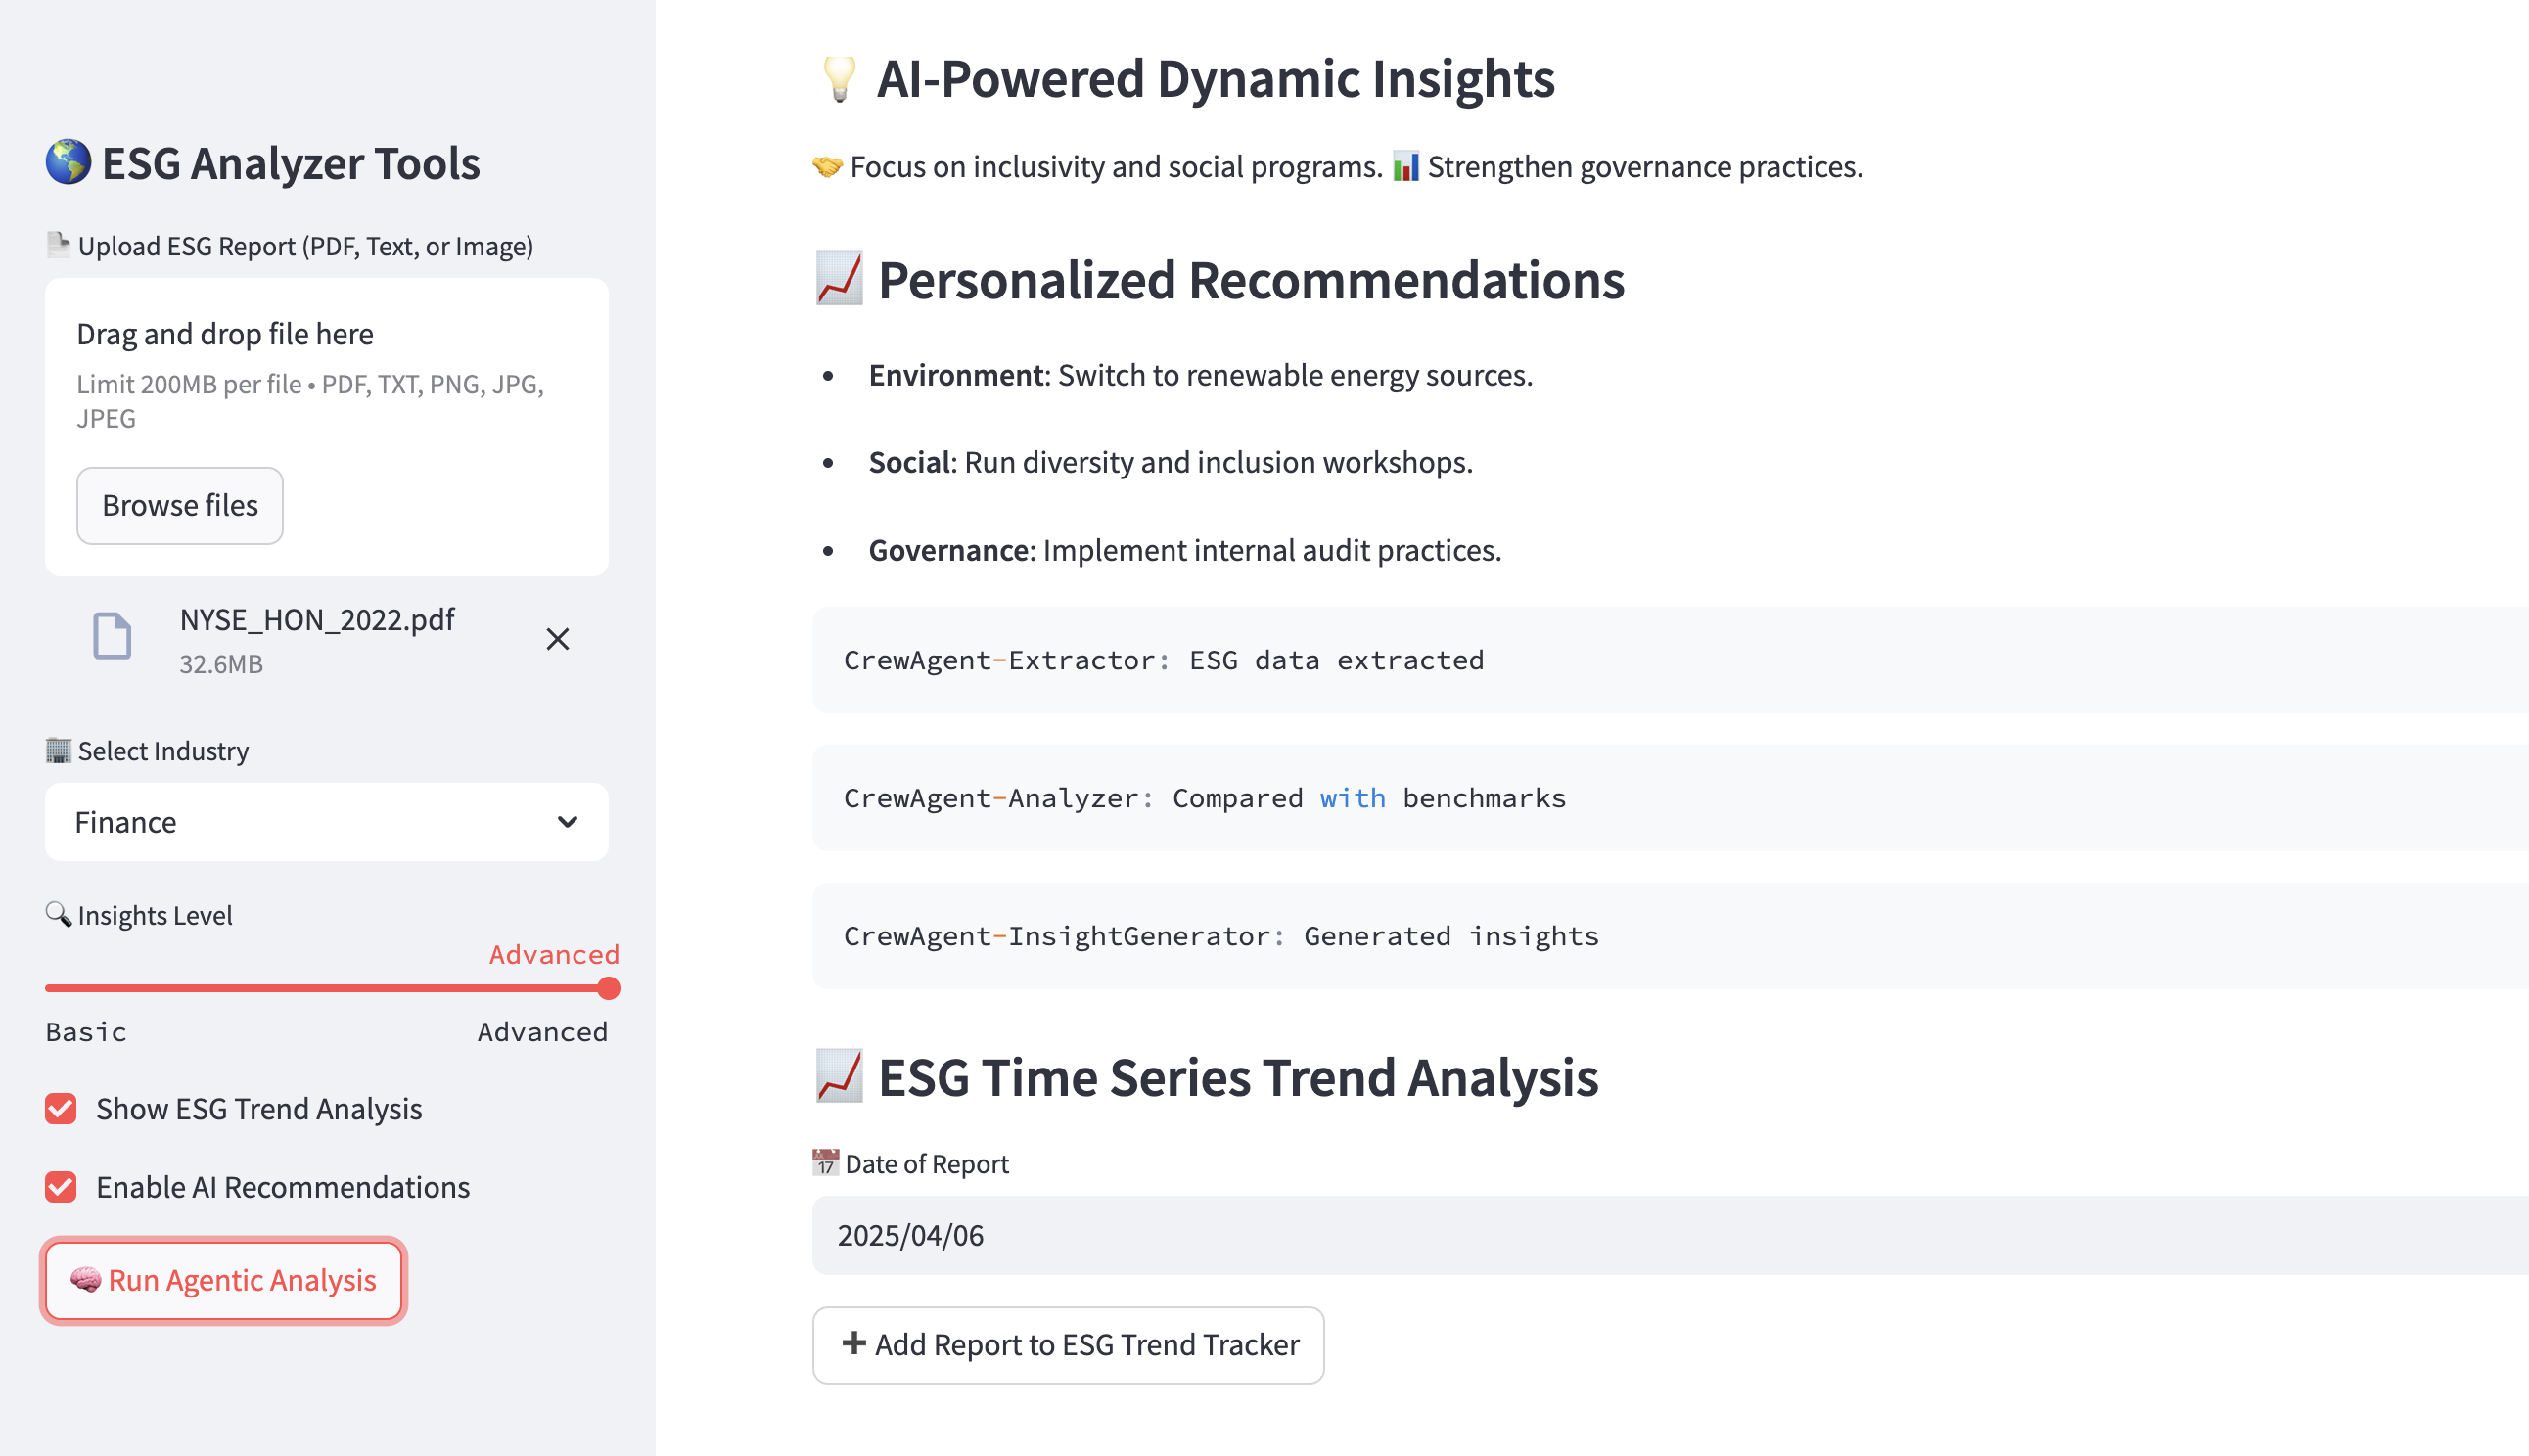 ESG Analyzer Tools
Upload ESG Report (PDF, Text, or Image)
Drag and drop file here
Limit 200MB per file • PDF, TXT, PNG, JPG,
JPEG
Browse files
NYSE_HON_2022.pdf
32.6MB
Select Industry
Finance
Insights Level
Advanced
Basic Advanced
Show ESG Trend Analysis
Enable AI Recommendations
Run Agentic Analysis
AI-Powered Dynamic Insights
Focus on inclusivity and social programs. Strengthen governance practices.
Personalized Recommendations
• Environment: Switch to renewable energy sources.
• Social: Run diversity and inclusion workshops.
• Governance: Implement internal audit practices.
CrewAgent-Extractor: ESG data extracted
CrewAgent-Analyzer: Compared with benchmarks
CrewAgent-InsightGenerator: Generated insights
ESG Time Series Trend Analysis
17 Date of Report
2025/04/06
+ Add Report to ESG Trend Tracker